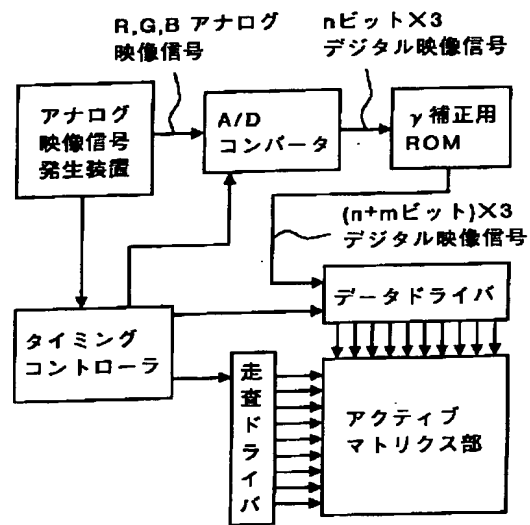 R,G,B アナログ
映像信号
nビット×3
デジタル映像信号
アナログ
映像信号
発生装置
A/D
コンバータ
γ補正用
ROM
(n+mビット)×3
デジタル映像信号
データドライバ
タイミング
コントローラ
走査ドライバ
アクティブ
マトリクス部